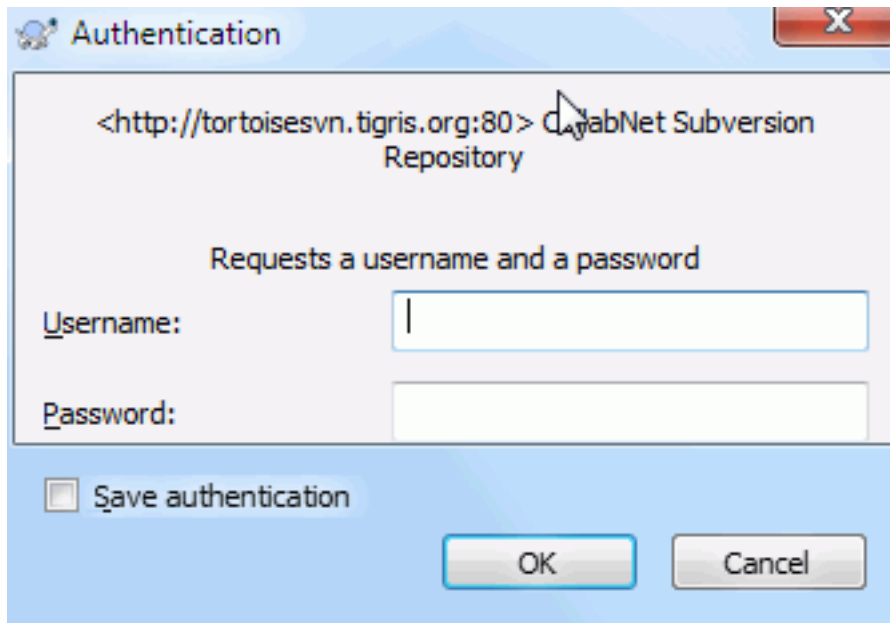 Authentication
<http://tortoisesvn.tigris.org:80> Subversion
Repository
Requests a username and a password
Username:
Password:
Save authentication
OK
Cancel